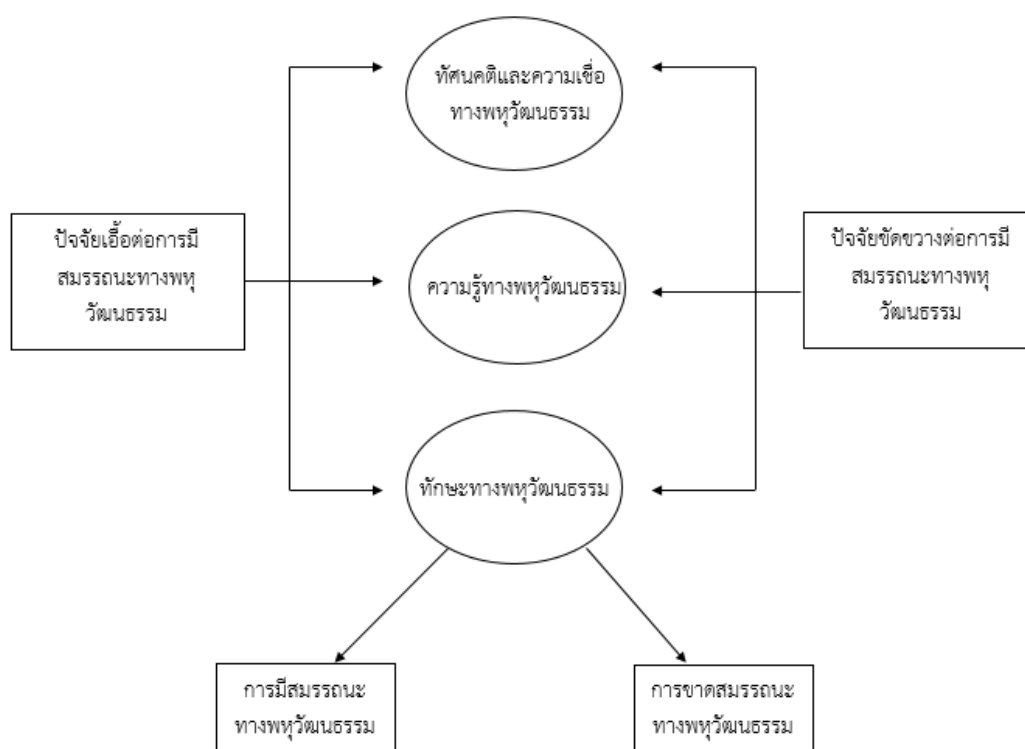 ทัศนคติและความเชื่อ
ทางพหุวัฒนธรรม
ปัจจัยเอื้อต่อการมี
สมรรถนะทางพหุ
วัฒนธรรม
ความรู้ทางพหุวัฒนธรรม
ปัจจัยขัดขวางต่อการมี
สมรรถนะทางพหุ
วัฒนธรรม
ทักษะทางพหุวัฒนธรรม
การมีสมรรถนะ
ทางพหุวัฒนธรรม
การขาดสมรรถนะ
ทางพหุวัฒนธรรม